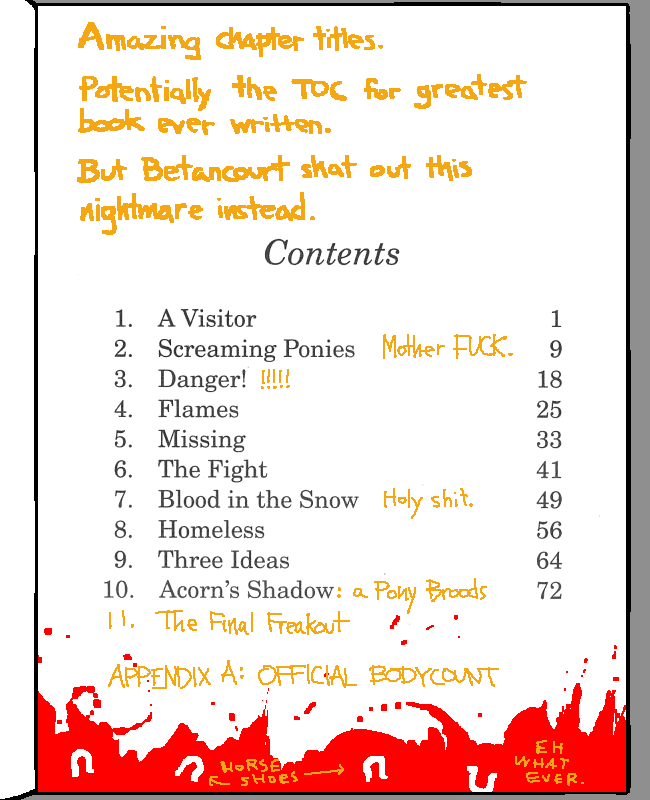 Amazing chapter titles.
Potentially the TOC for greatest
book ever written.
But Betancourt shat out this
nightmare instead.
Contents
1. A Visitor 1
2. Screaming Ponies Mother FUCK. 9
3. Danger! !!!!! 18
4. Flames 25
5. Missing 33
6. The Fight 41
7. Blood in the Snow Holy shit. 49
8. Homeless 56
9. Three Ideas 64
10. Acorn's Shadow: a Pony Broods 72
11. The Final Freakout
APPENDIX A: OFFICIAL BODYCOUNT
HORSE
SHOES
EH
WHAT
EVER.